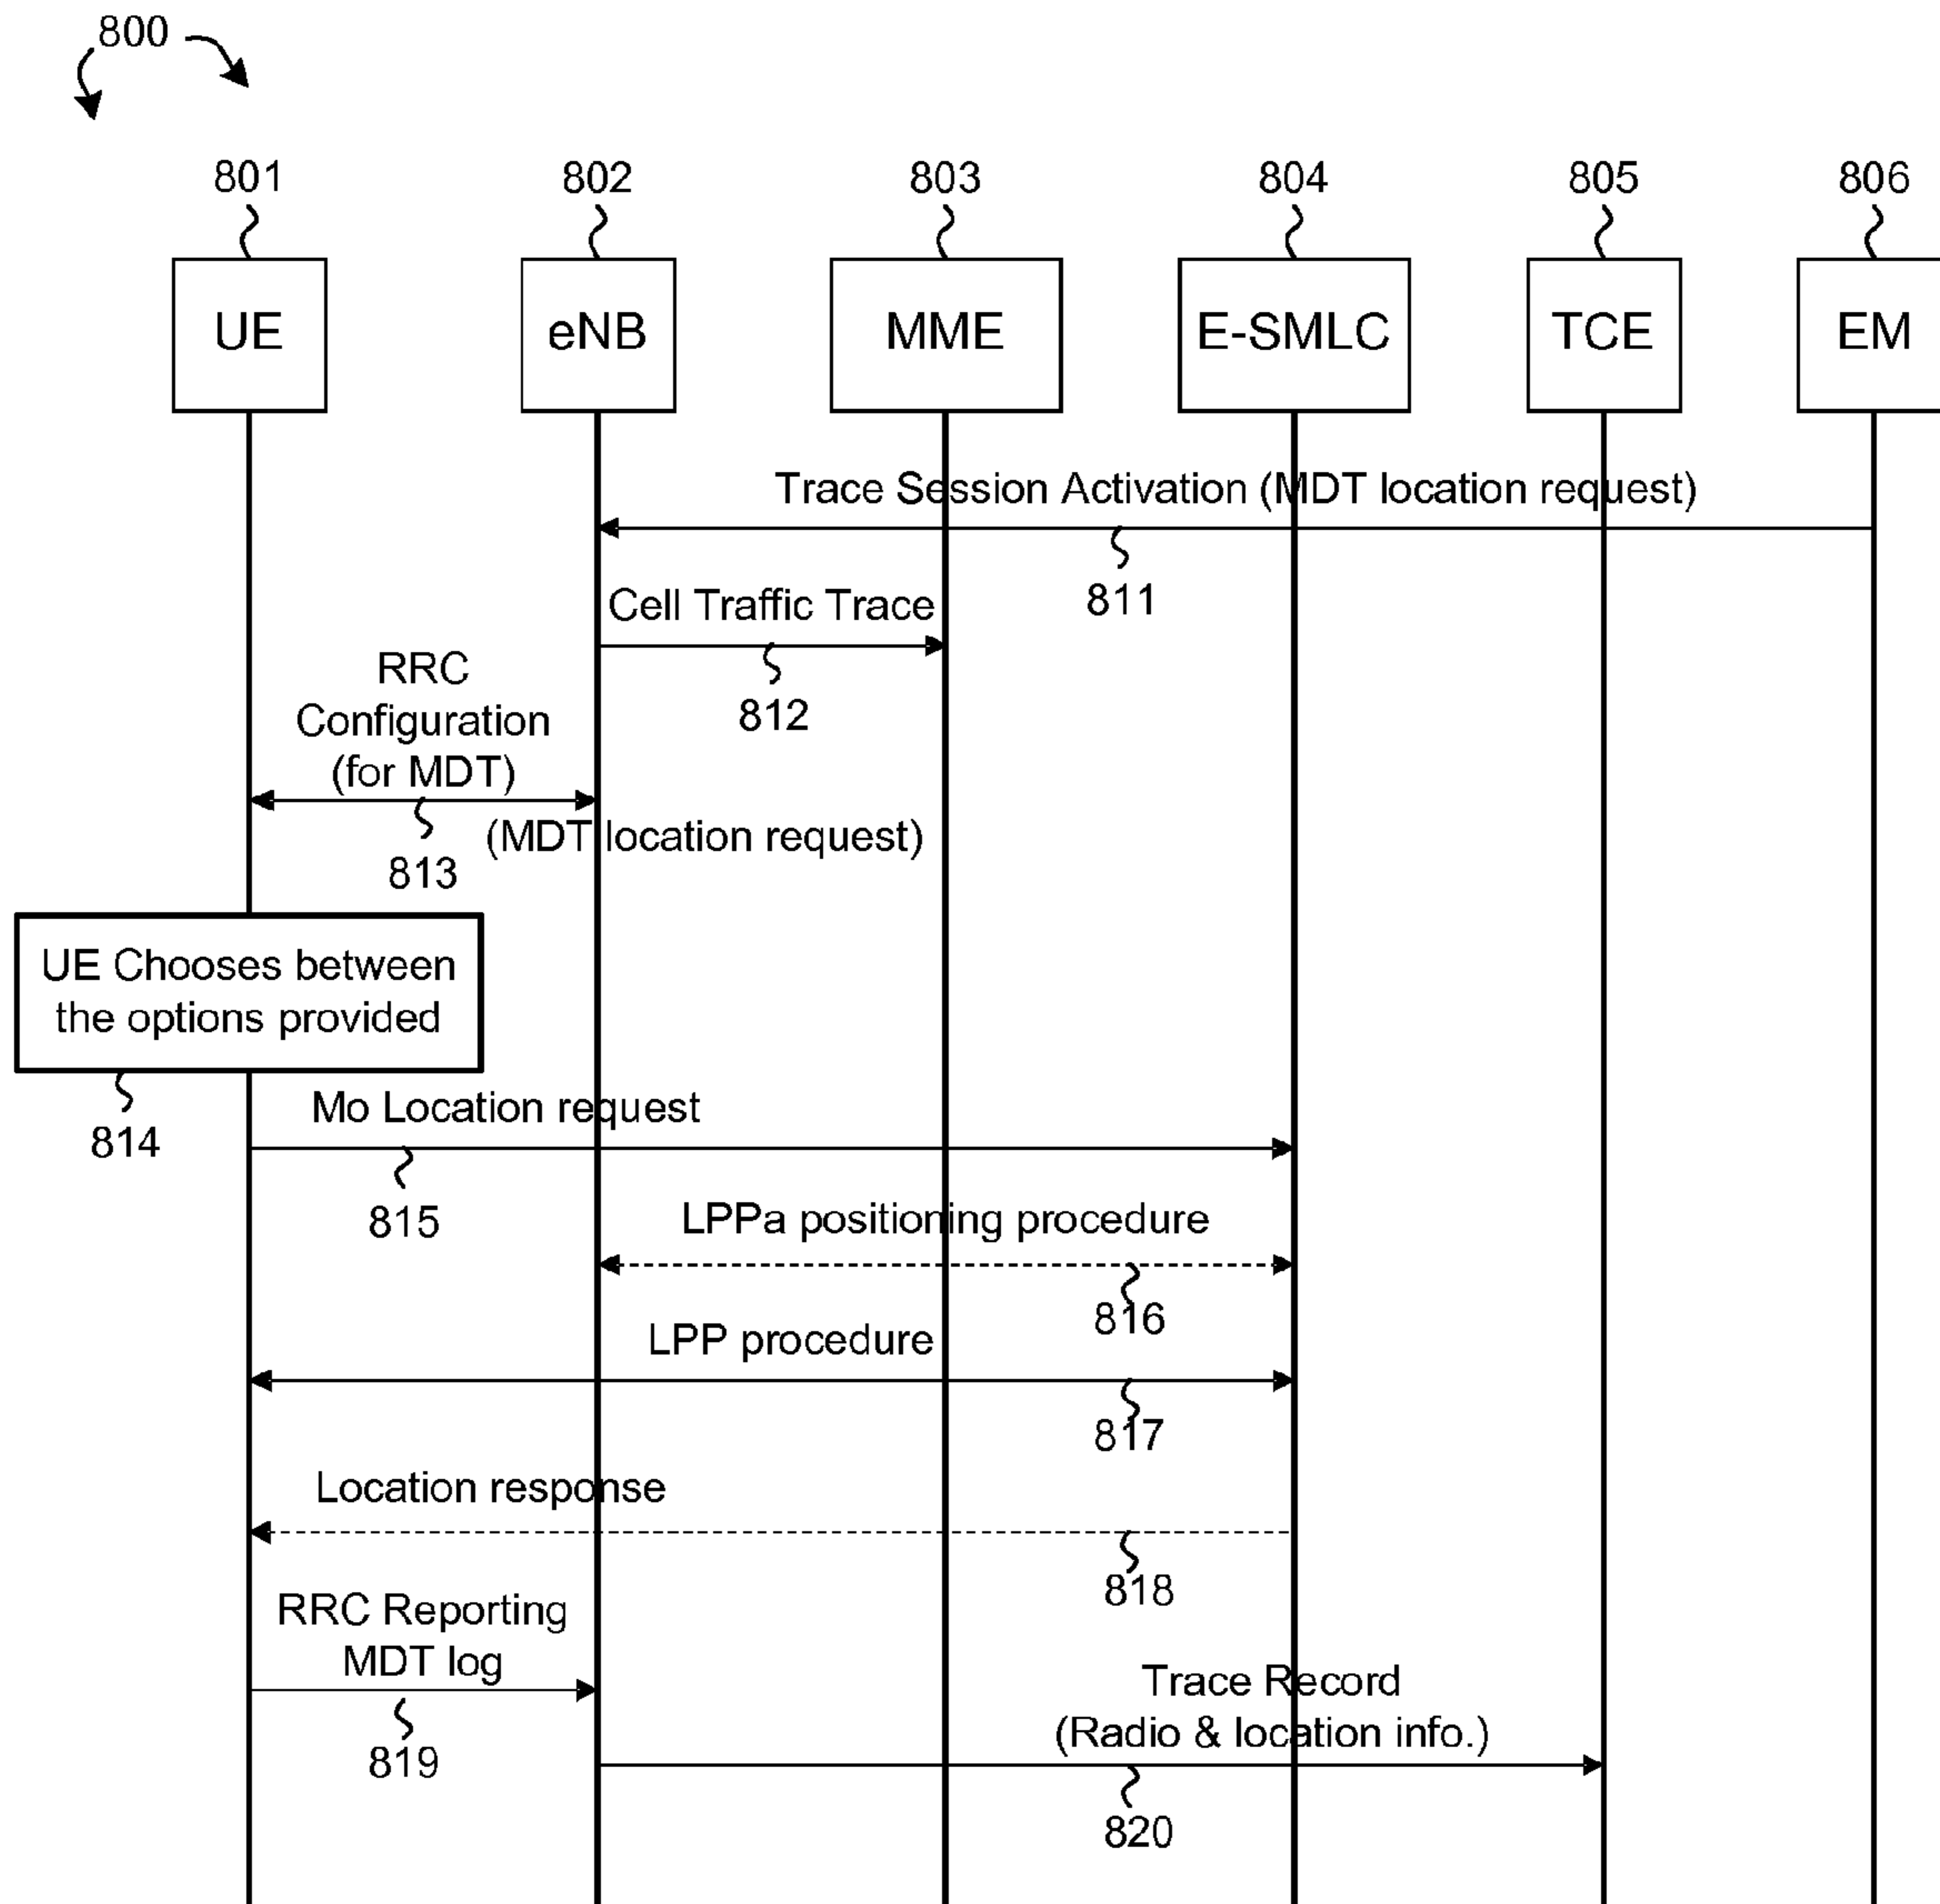 800
801
802
803
804
805
806
UE
eNB
MME
E-SMLC
TCE
EM
Trace Session Activation (MDT location request)
811
Cell Traffic Trace
812
RRC
Configuration
(for MDT)
(MDT location request)
813
UE Chooses between
the options provided
814
Mo Location request
815
LPPa positioning procedure
816
LPP procedure
817
Location response
818
RRC Reporting
MDT log
819
Trace Record
(Radio & location info.)
820